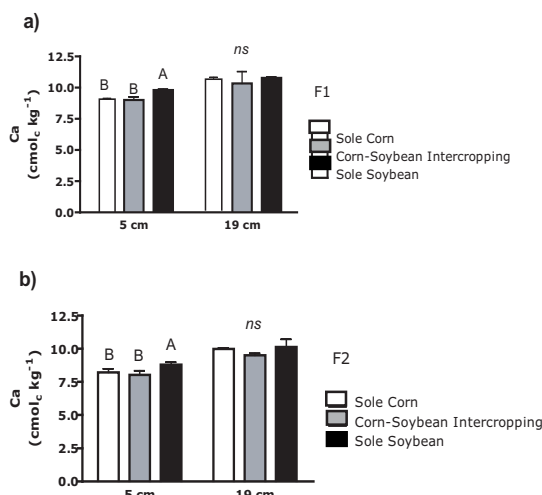 a)
12.5
10.0
7.5
5.0
2.5
0.0
Ca
(cmolc kg-1)
B B A
ns
5 cm 19 cm
F1
Sole Corn
Corn-Soybean Intercropping
Sole Soybean
b)
12.5
10.0
7.5
5.0
2.5
0.0
Ca
(cmolc kg-1)
B B A
ns
5 cm 19 cm
F2
Sole Corn
Corn-Soybean Intercropping
Sole Soybean